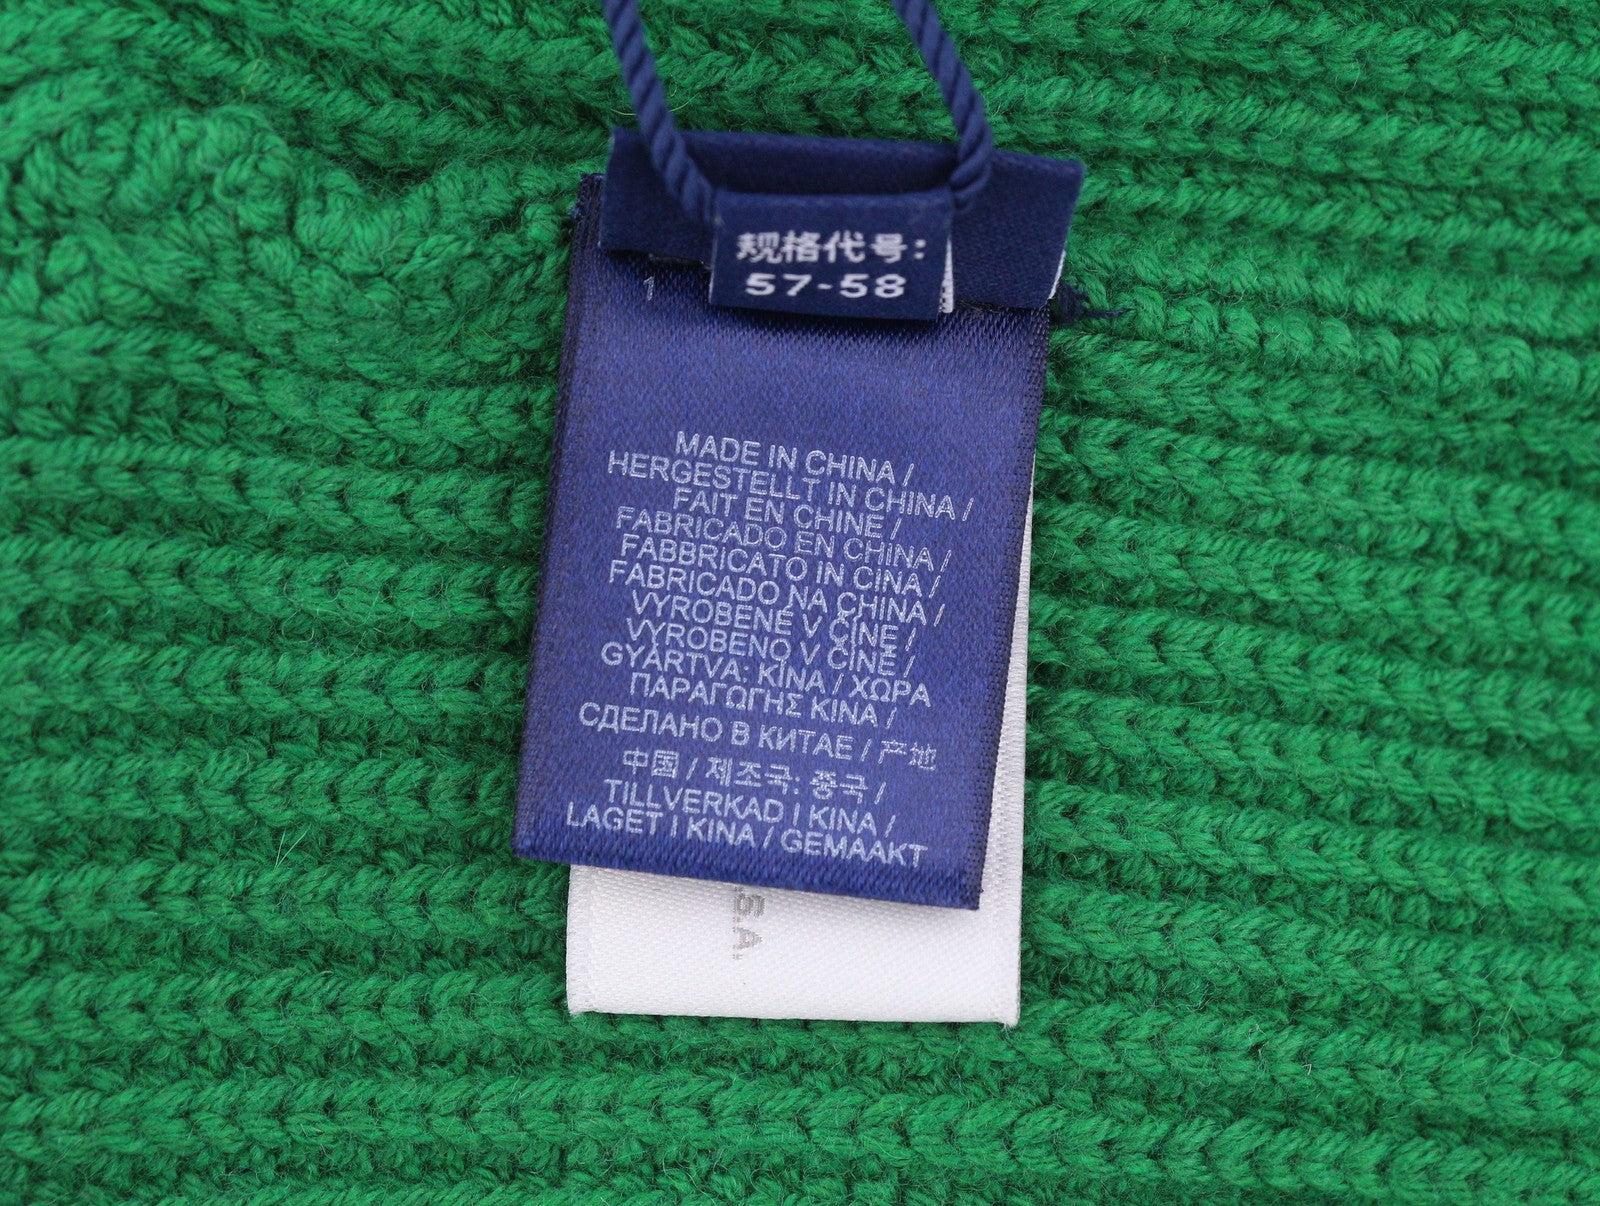 规格代号:
57-58
1
MADE IN CHINA /
HERGESTELLT IN CHINA /
FAIT EN CHINE /
FABRICADO EN CHINA /
FABBRICATO IN CINA /
FABRICADO NA CHINA /
VYROBENÉ V ČÍNE /
VYROBENO V ČÍNĚ /
GYÁRTVA: KÍNA / ΧΩΡΑ
ΠΑΡΑΓΩΓΗΣ ΚΙΝΑ /
СДЕЛАНО В КИТАЕ / 产地
中国 / 제조국: 중국 /
TILLVERKAD I KINA /
LAGET I KINA / GEMAAKT
S.A.